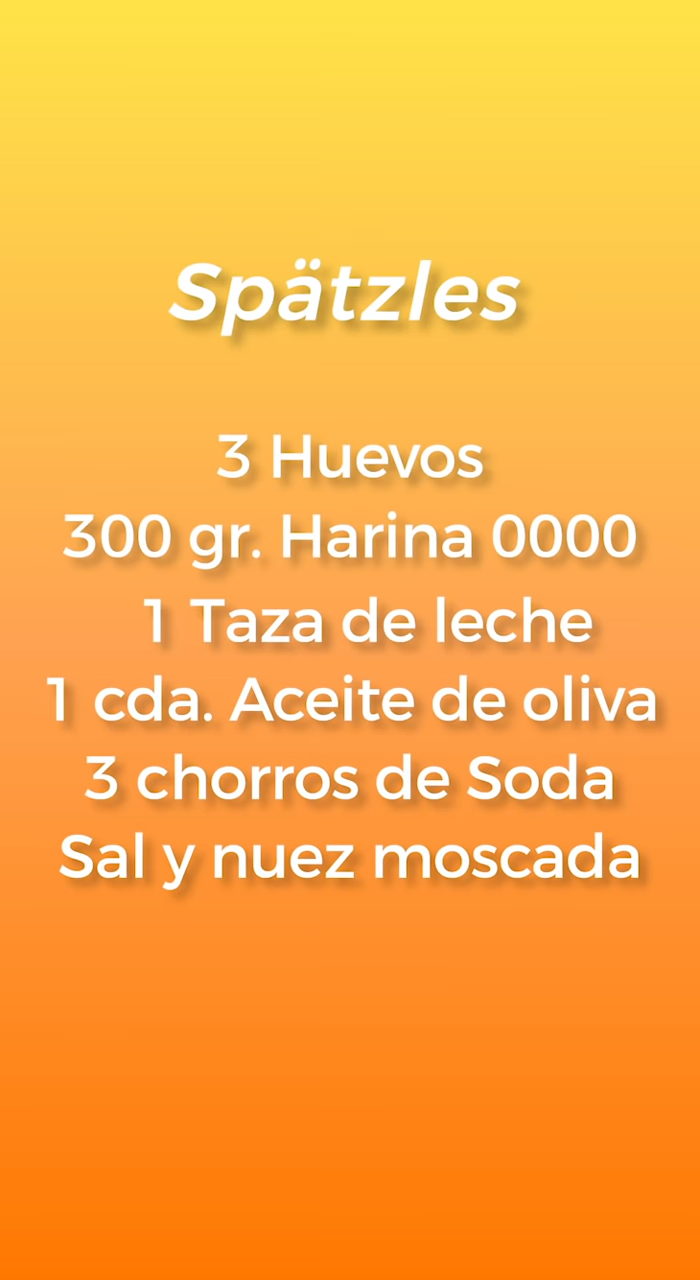 Spätzles
3 Huevos
300 gr. Harina 0000
1 Taza de leche
1 cda. Aceite de oliva
3 chorros de Soda
Sal y nuez moscada